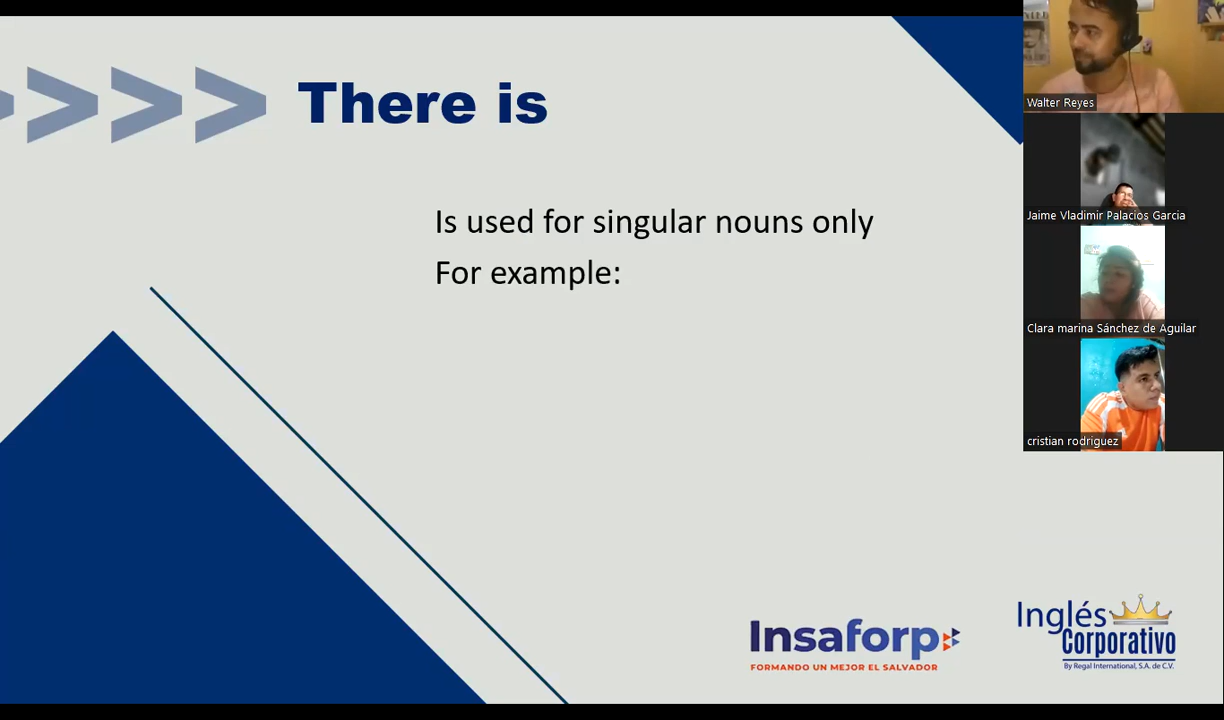 There is
Is used for singular nouns only
For example:
Walter Reyes
Jaime Vladimir Palacios Garcia
Clara marina Sánchez de Aguilar
cristian rodriguez
Insaforp
FORMANDO UN MEJOR EL SALVADOR
Inglés
Corporativo
By Regal International, S.A. de C.V.